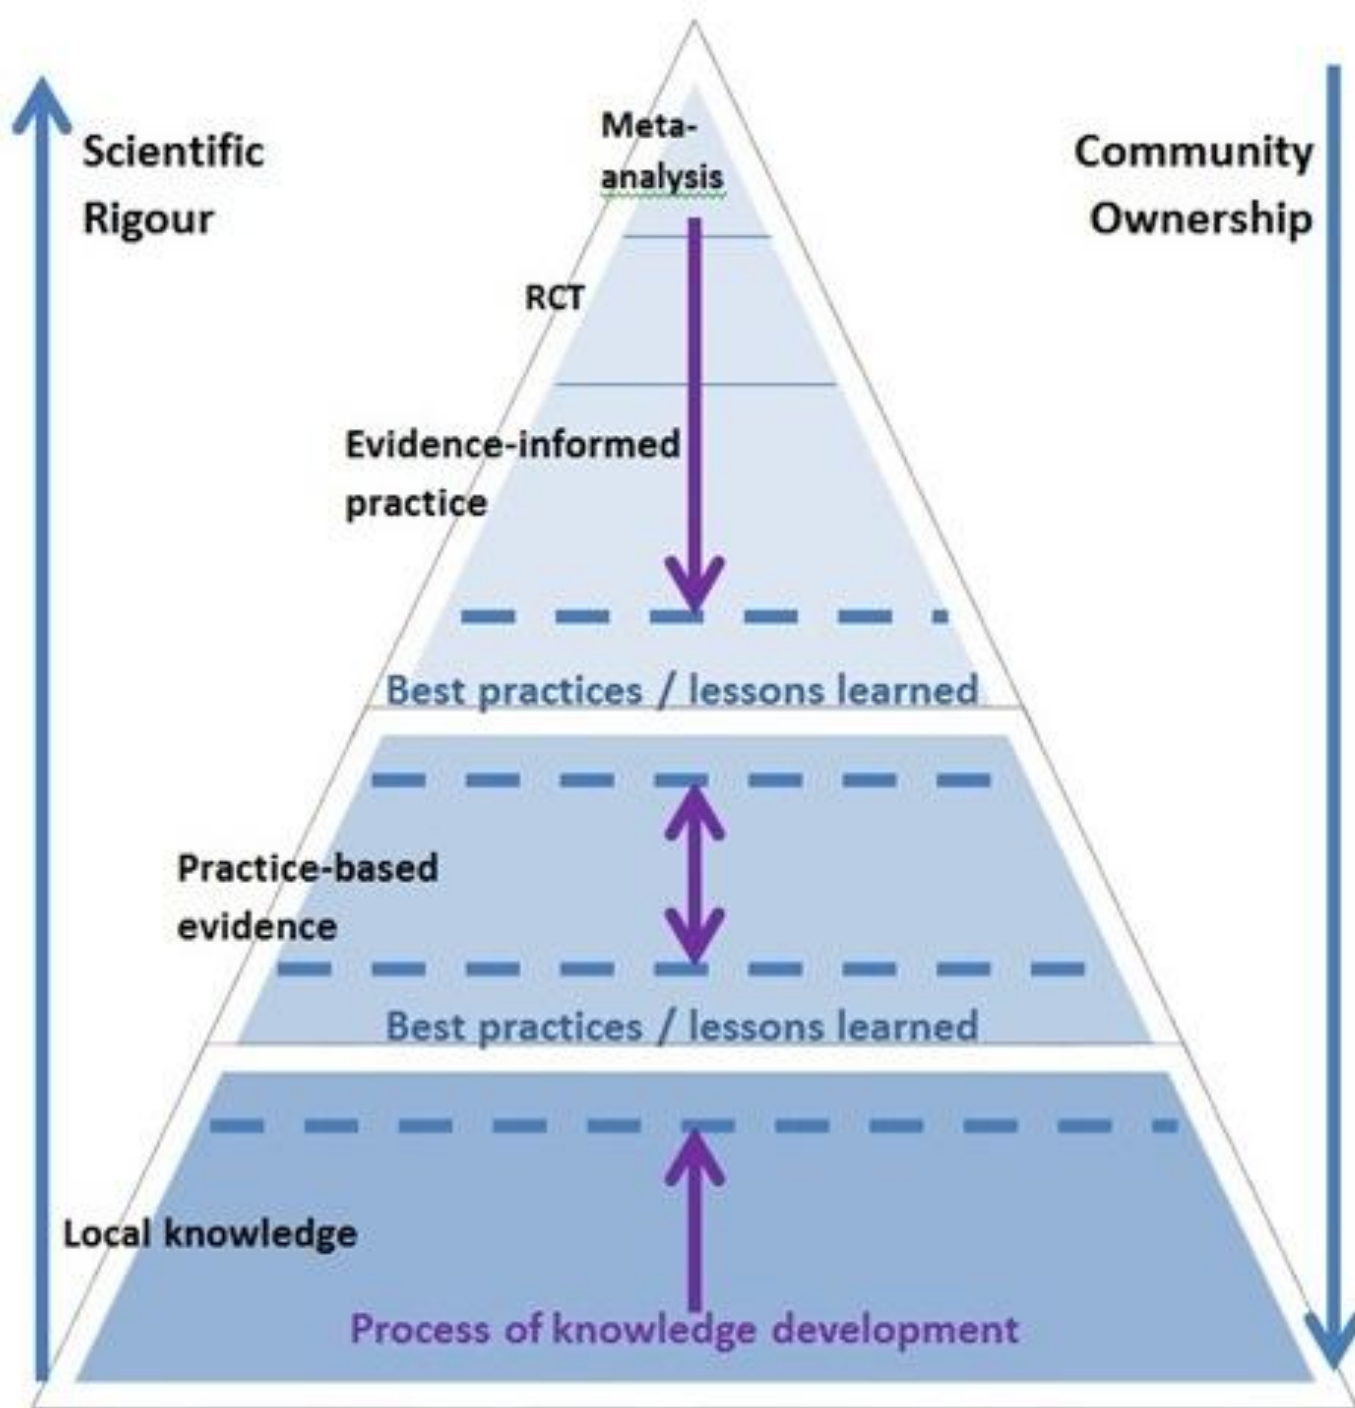 Meta-
analysis
Scientific
Rigour
Community
Ownership
RCT
Evidence-informed
practice
Best practices / lessons learned
Practice-based
evidence
Best practices / lessons learned
Local knowledge
Process of knowledge development